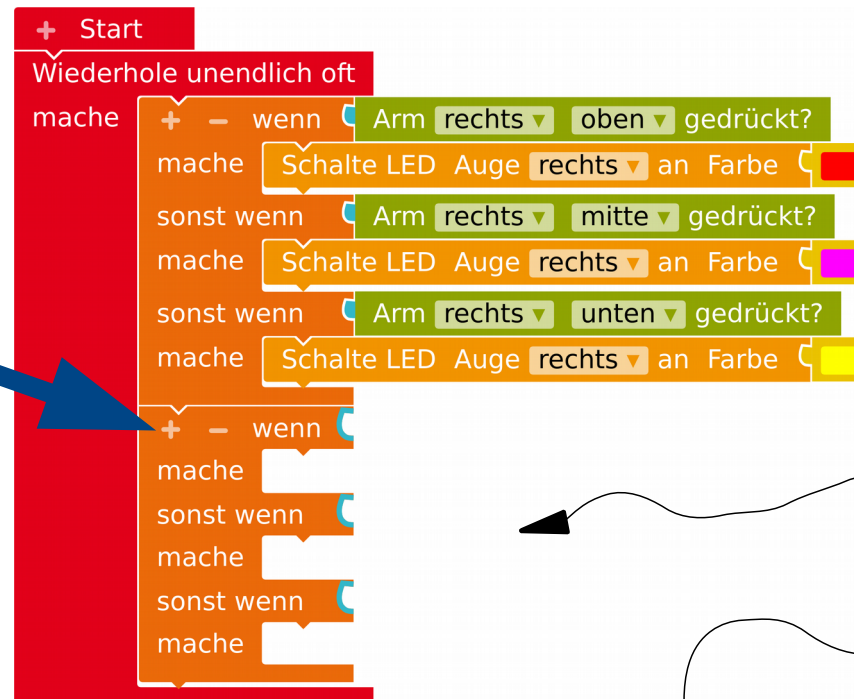 + Start
Wiederhole unendlich oft
mache + − wenn Arm rechts ▾ oben ▾ gedrückt?
mache Schalte LED Auge rechts ▾ an Farbe
sonst wenn Arm rechts ▾ mitte ▾ gedrückt?
mache Schalte LED Auge rechts ▾ an Farbe
sonst wenn Arm rechts ▾ unten ▾ gedrückt?
mache Schalte LED Auge rechts ▾ an Farbe
+ − wenn
mache
sonst wenn
mache
sonst wenn
mache